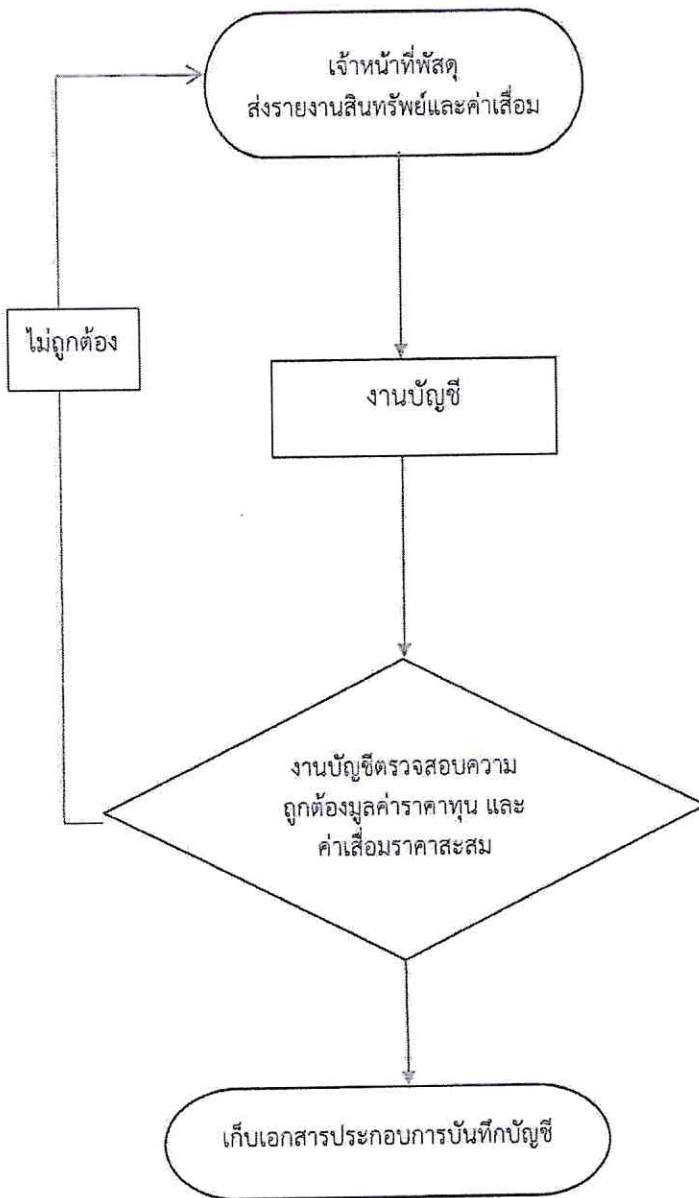 เจ้าหน้าที่พัสดุ
ส่งรายงานสินทรัพย์และค่าเสื่อม
ไม่ถูกต้อง
งานบัญชี
งานบัญชีตรวจสอบความ
ถูกต้องมูลค่าราคาทุน และ
ค่าเสื่อมราคาสะสม
เก็บเอกสารประกอบการบันทึกบัญชี